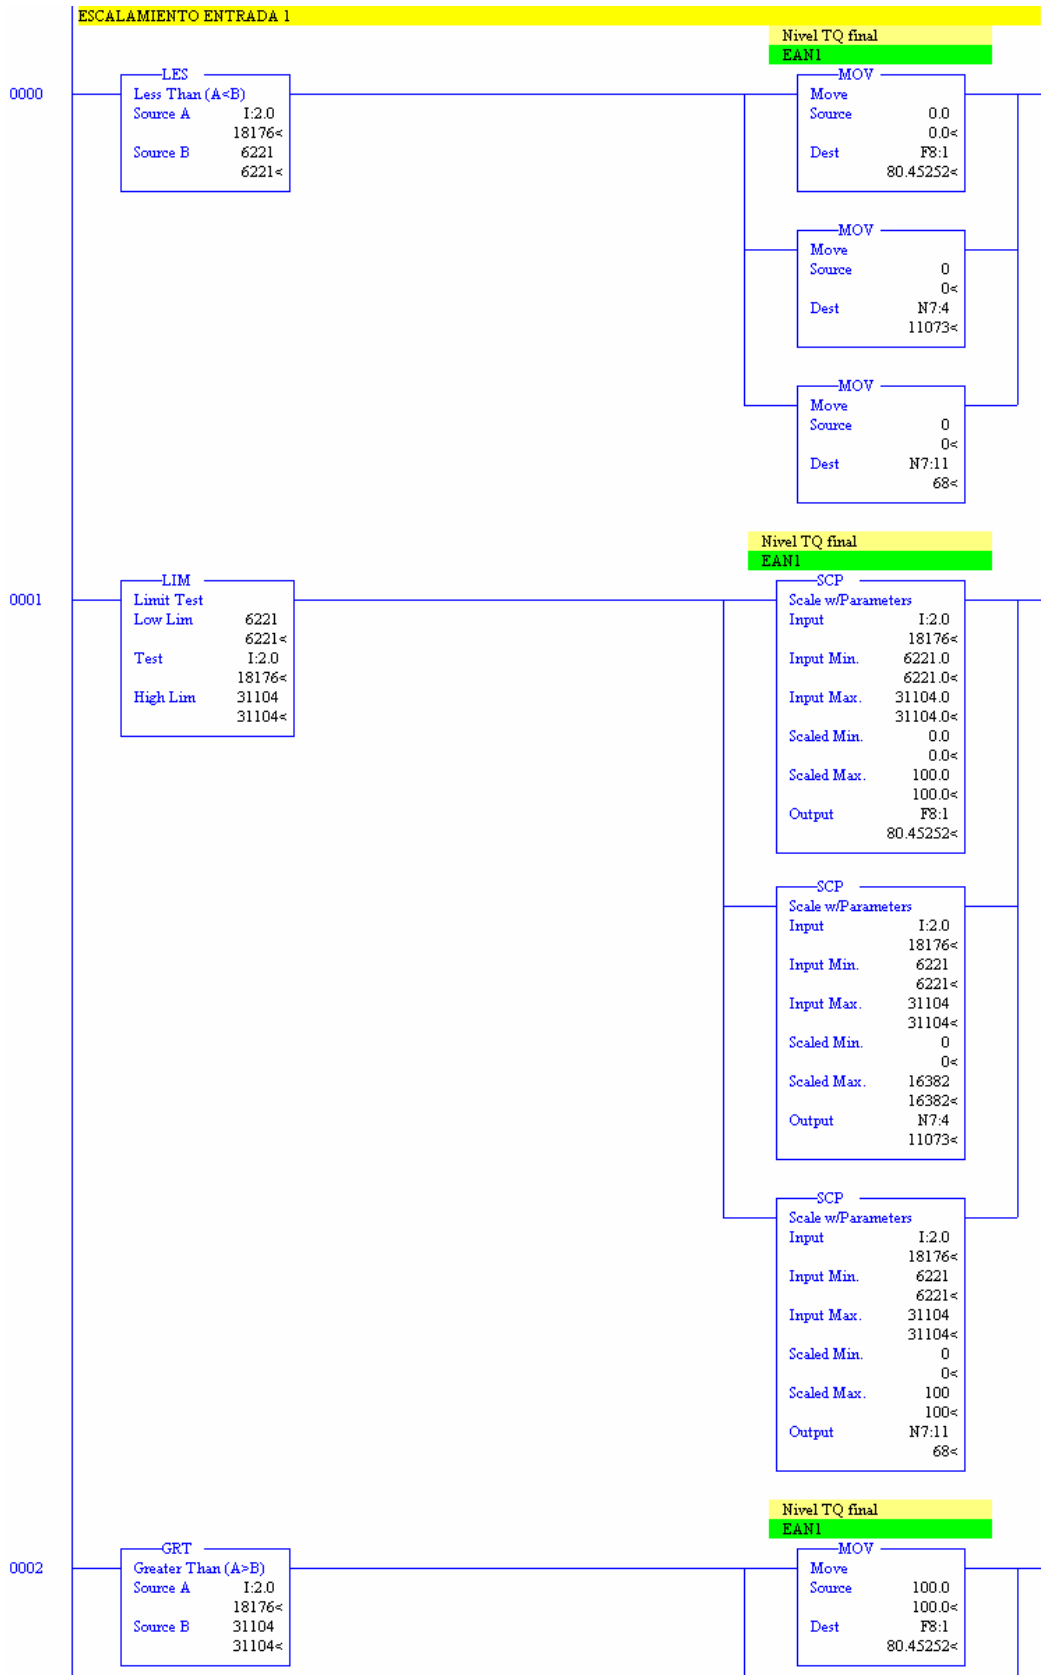 ESCALAMIENTO ENTRADA 1
Nivel TQ final
EAN1
0000
LES
Less Than (A<B)
Source A I:2.0
18176<
Source B 6221
6221<
MOV
Move
Source 0.0
0.0<
Dest F8:1
80.45252<
MOV
Move
Source 0
0<
Dest N7:4
11073<
MOV
Move
Source 0
0<
Dest N7:11
68<
Nivel TQ final
EAN1
0001
LIM
Limit Test
Low Lim 6221
6221<
Test I:2.0
18176<
High Lim 31104
31104<
SCP
Scale w/Parameters
Input I:2.0
18176<
Input Min. 6221.0
6221.0<
Input Max. 31104.0
31104.0<
Scaled Min. 0.0
0.0<
Scaled Max. 100.0
100.0<
Output F8:1
80.45252<
SCP
Scale w/Parameters
Input I:2.0
18176<
Input Min. 6221
6221<
Input Max. 31104
31104<
Scaled Min. 0
0<
Scaled Max. 16382
16382<
Output N7:4
11073<
SCP
Scale w/Parameters
Input I:2.0
18176<
Input Min. 6221
6221<
Input Max. 31104
31104<
Scaled Min. 0
0<
Scaled Max. 100
100<
Output N7:11
68<
Nivel TQ final
EAN1
0002
GRT
Greater Than (A>B)
Source A I:2.0
18176<
Source B 31104
31104<
MOV
Move
Source 100.0
100.0<
Dest F8:1
80.45252<